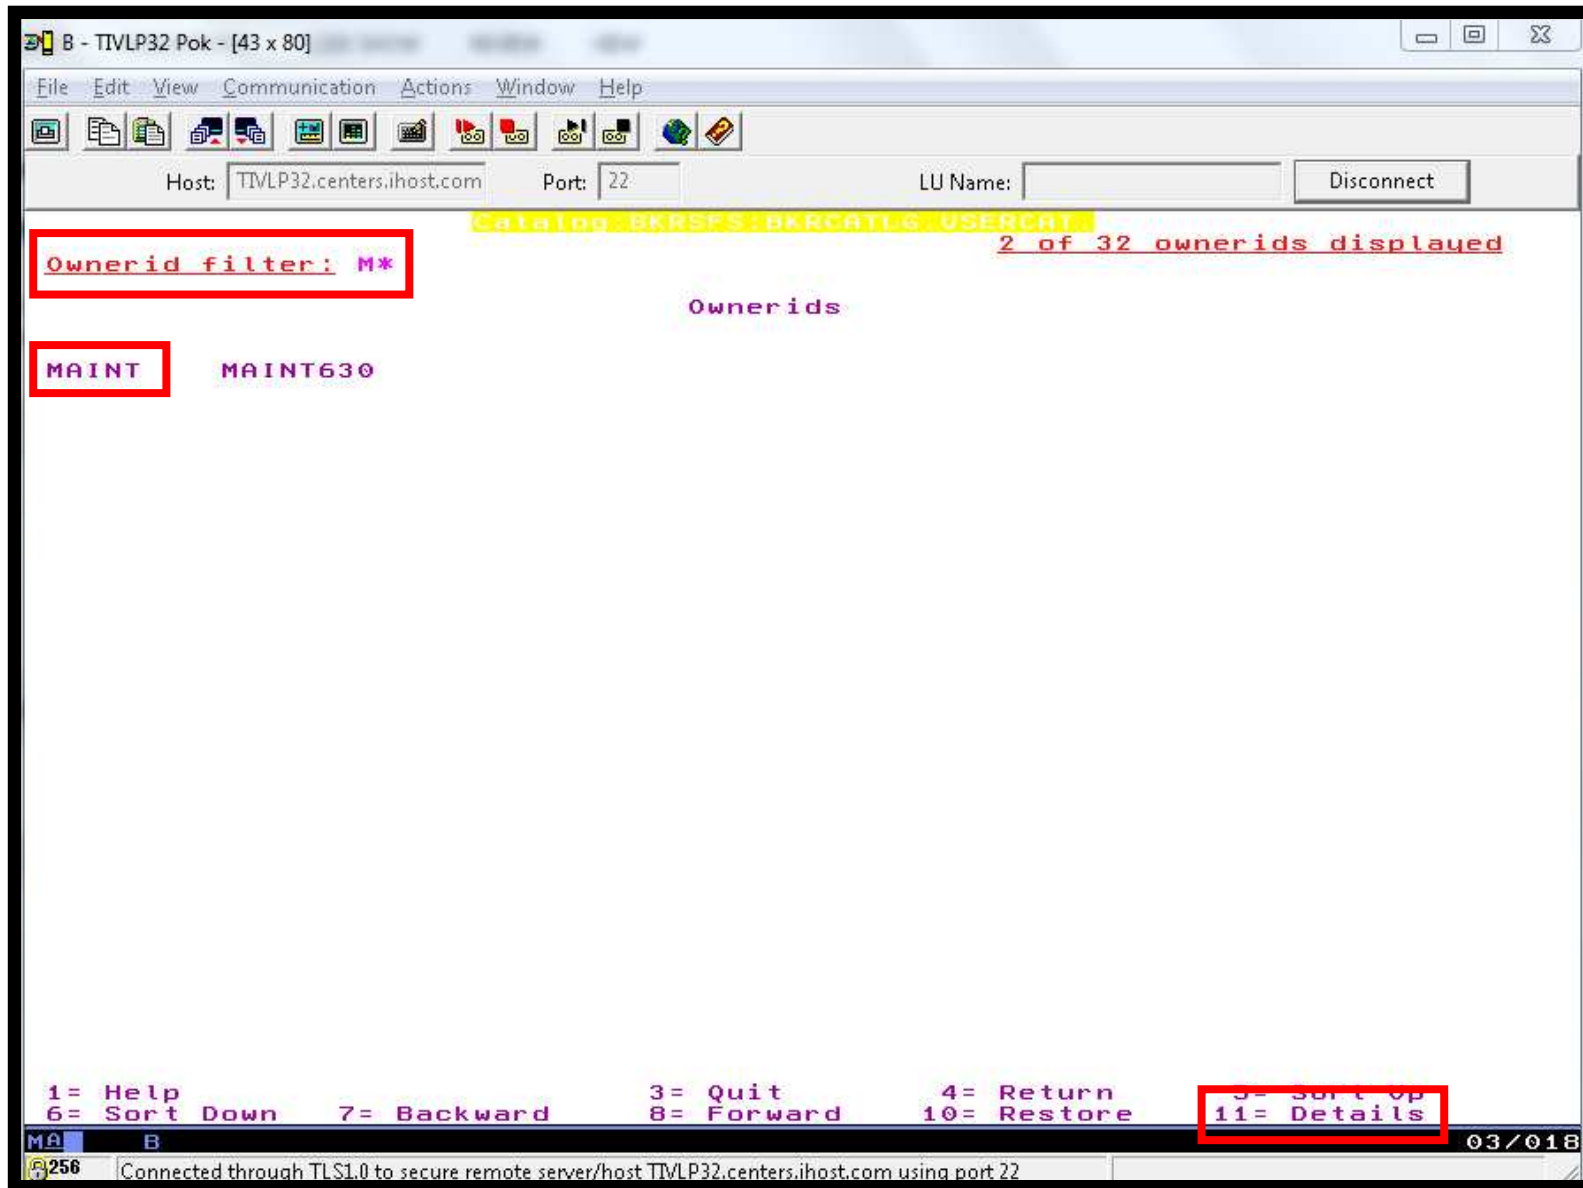 B - TIVLP32 Pok - [43 x 80]
File Edit View Communication Actions Window Help
Host: TIVLP32.centers.ihost.com Port: 22 LU Name: Disconnect
Catalog:BKRSFS:BKRCATLG.USERCAT.
2 of 32 ownerids displayed
Ownerid filter: M*
Ownerids
MAINT MAINT630
1= Help 3= Quit 4= Return 5= Sort Up
6= Sort Down 7= Backward 8= Forward 10= Restore 11= Details
MA B 03/018
256 Connected through TLS1.0 to secure remote server/host TIVLP32.centers.ihost.com using port 22